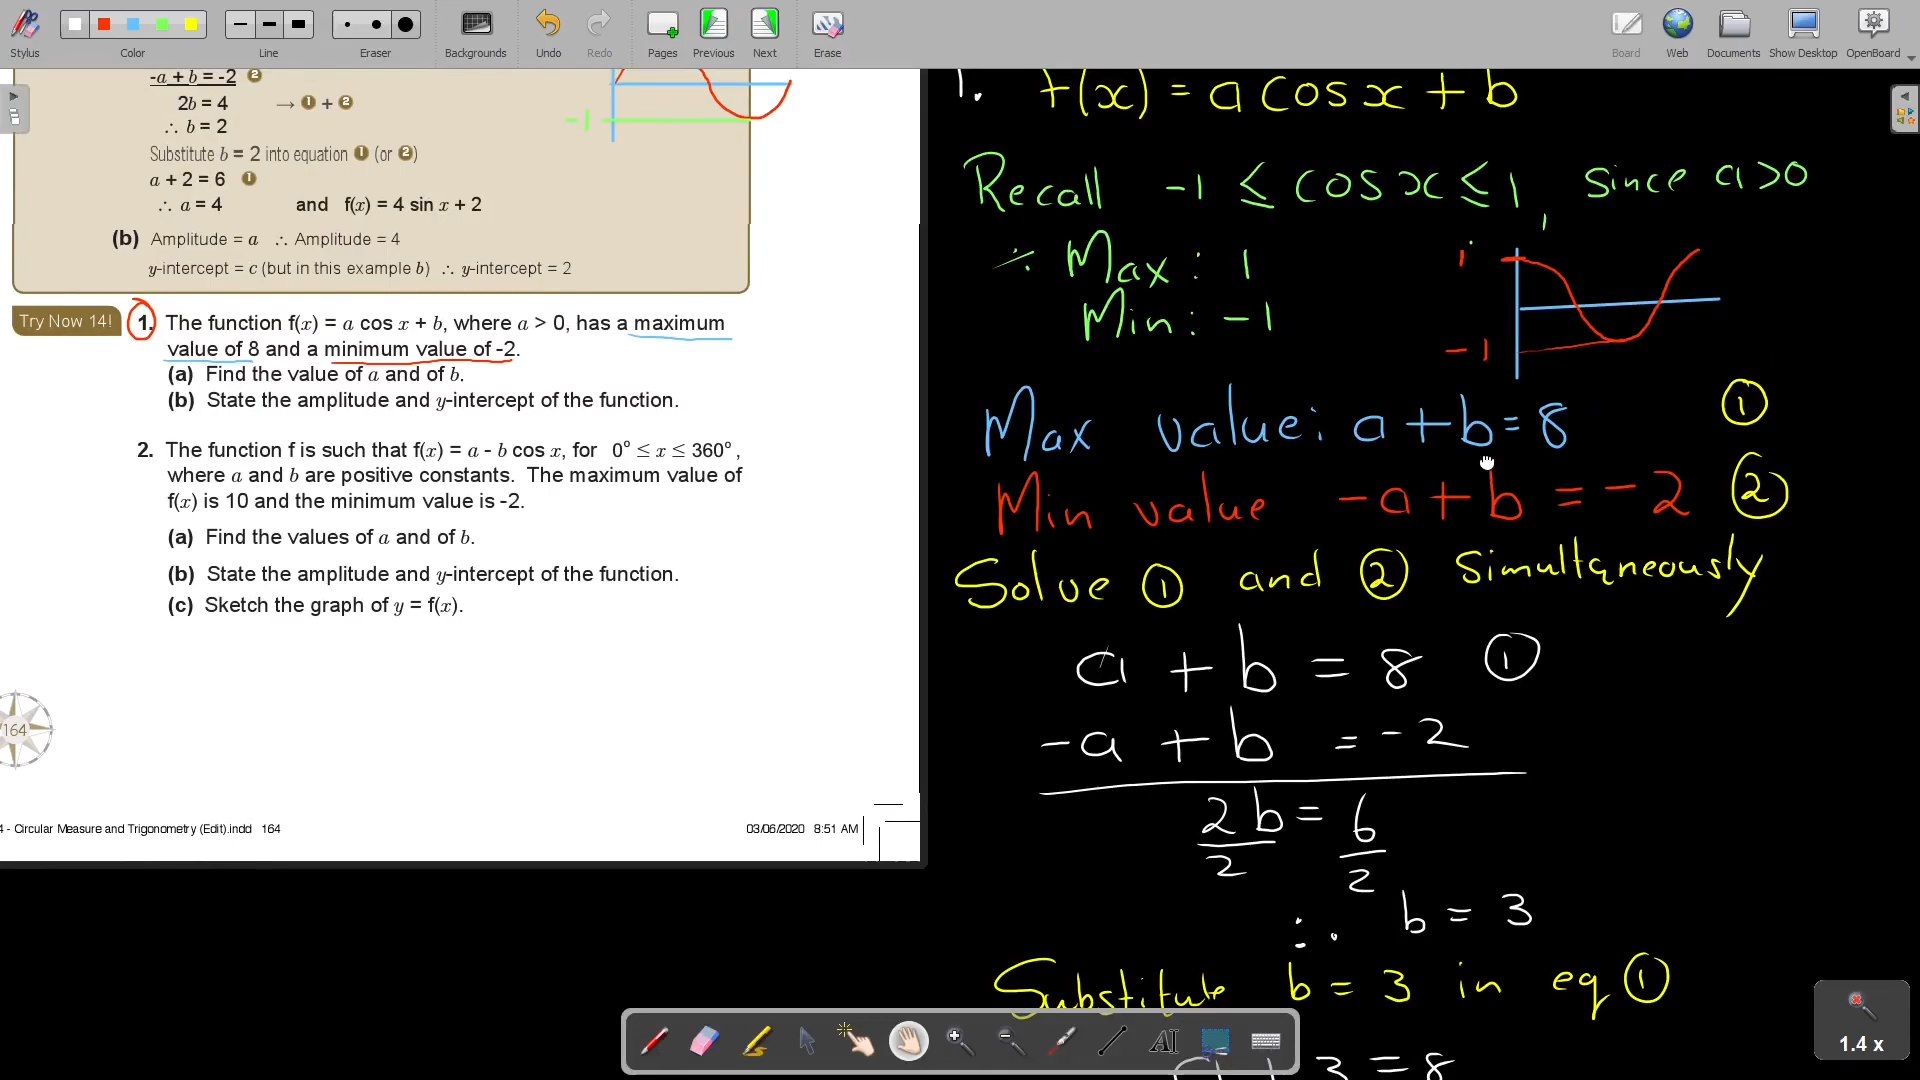 Stylus
Color
Line
Eraser
Backgrounds
Undo
Redo
Pages
Previous
Next
Erase
Board
Web
Documents
Show Desktop
OpenBoard
-a + b = -2 2
2b = 4 → 1 + 2
∴ b = 2
Substitute b = 2 into equation 1 (or 2)
a + 2 = 6 1
∴ a = 4 and f(x) = 4 sin x + 2
(b) Amplitude = a ∴ Amplitude = 4
y-intercept = c (but in this example b) ∴ y-intercept = 2
-1
Try Now 14!
1. The function f(x) = a cos x + b, where a > 0, has a maximum
value of 8 and a minimum value of -2.
(a) Find the value of a and of b.
(b) State the amplitude and y-intercept of the function.
2. The function f is such that f(x) = a - b cos x, for 0° ≤ x ≤ 360°,
where a and b are positive constants. The maximum value of
f(x) is 10 and the minimum value is -2.
(a) Find the values of a and of b.
(b) State the amplitude and y-intercept of the function.
(c) Sketch the graph of y = f(x).
164
4 - Circular Measure and Trigonometry (Edit).indd 164
03/06/2020 8:51 AM
1. f(x) = a cos x + b
Recall -1 ≤ cos x ≤ 1, since a > 0
∴ Max: 1
Min: -1
1
-1
Max value: a + b = 8 ①
Min value -a + b = -2 ②
Solve ① and ② simultaneously
a + b = 8 ①
-a + b = -2
2b = 6
2 2
∴ b = 3
Substitute b = 3 in eq ①
3 = 8
AI
1.4 x